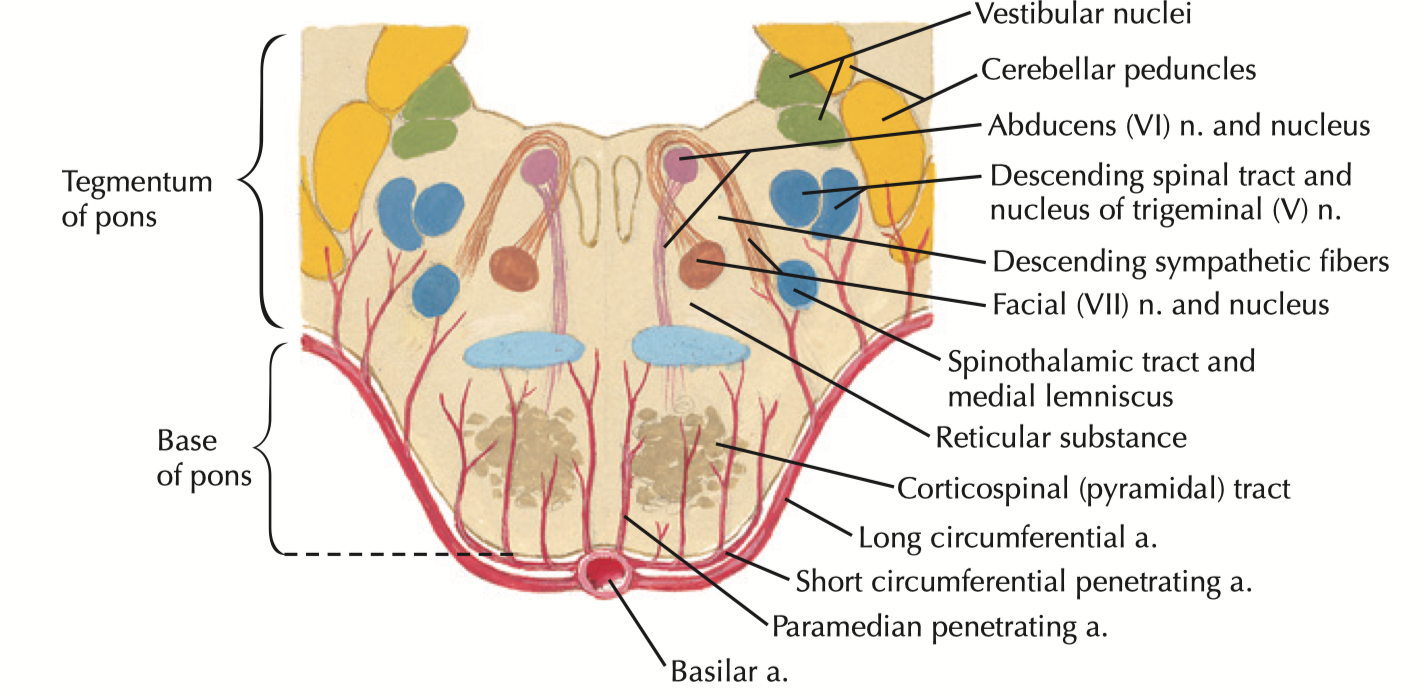 Vestibular nuclei
Cerebellar peduncles
Abducens (VI) n. and nucleus
Tegmentum
of pons
Descending spinal tract and
nucleus of trigeminal (V) n.
Descending sympathetic fibers
Facial (VII) n. and nucleus
Spinothalamic tract and
medial lemniscus
Reticular substance
Base
of pons
Corticospinal (pyramidal) tract
Long circumferential a.
Short circumferential penetrating a.
Paramedian penetrating a.
Basilar a.